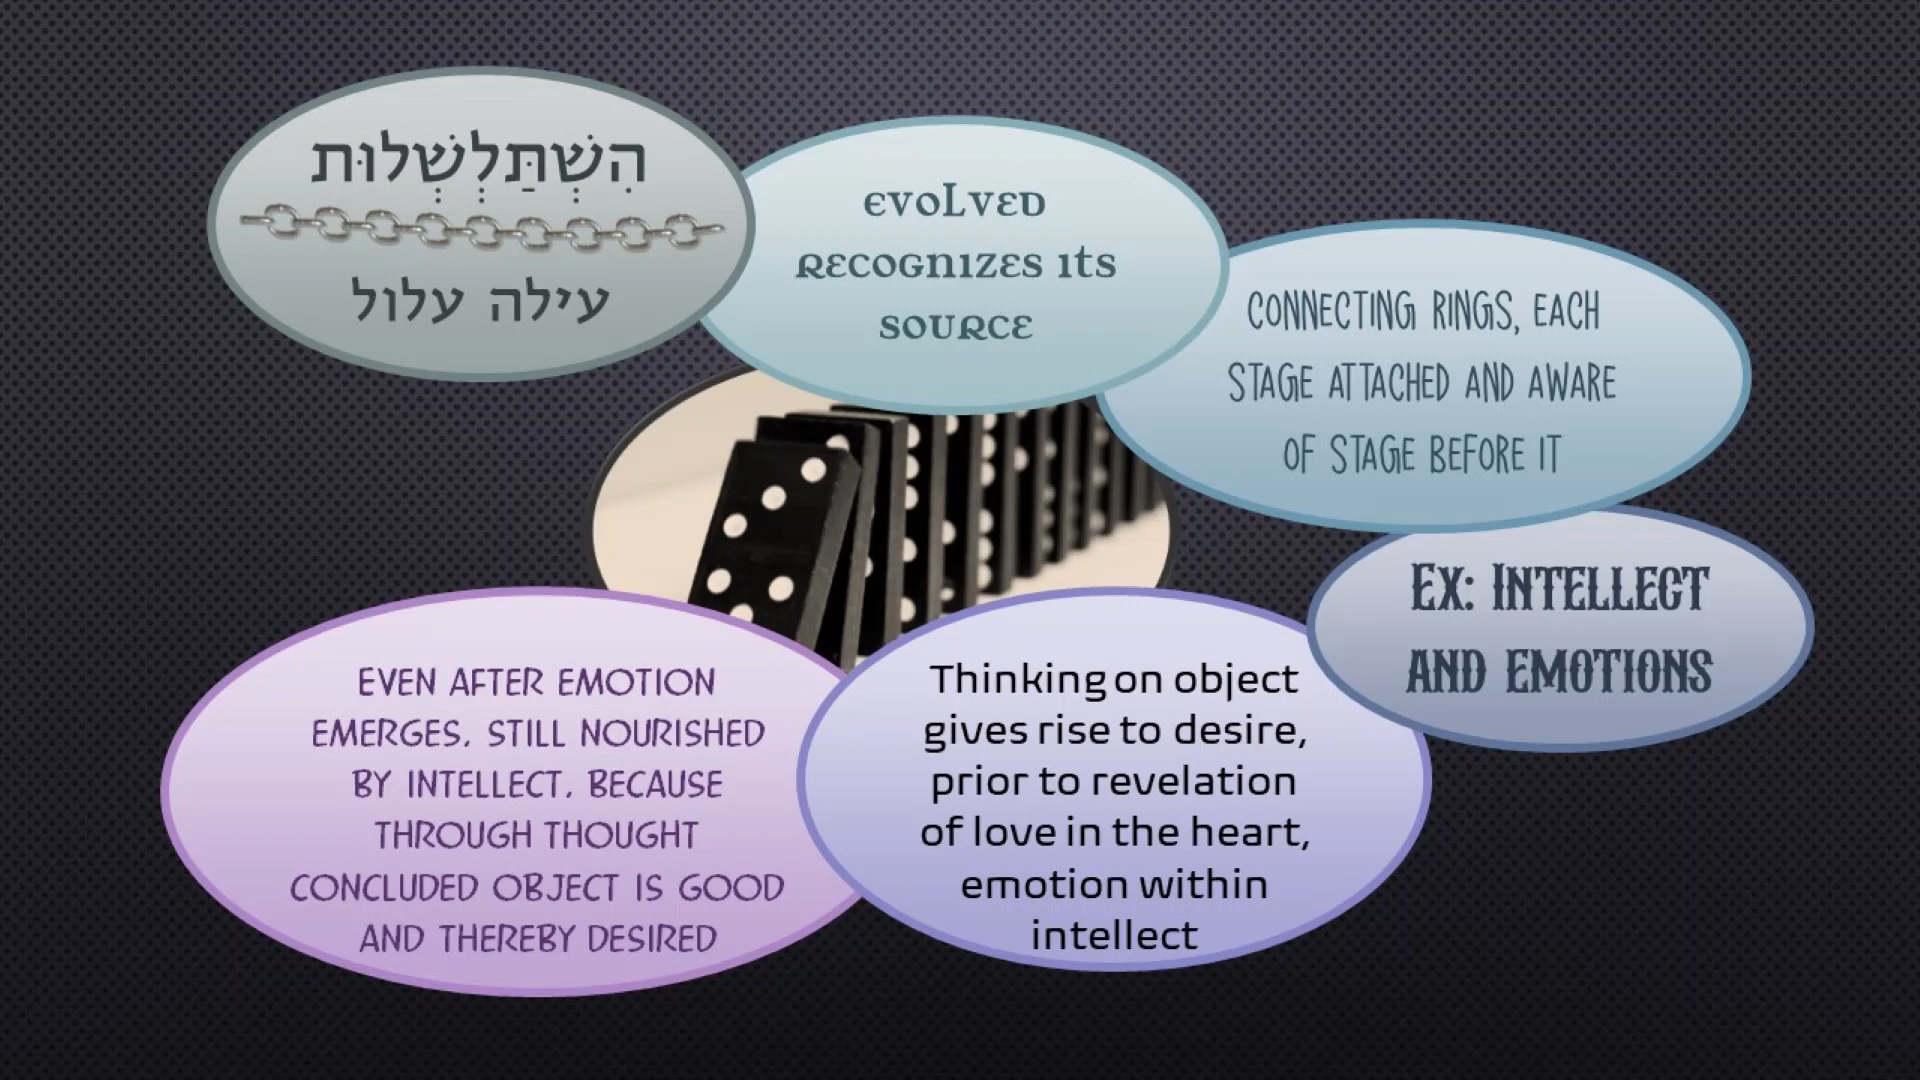 הִשְׁתַּלְשְׁלוּת
עילה עלול
EVOLVED
RECOGNIZES ITS
SOURCE
CONNECTING RINGS, EACH
STAGE ATTACHED AND AWARE
OF STAGE BEFORE IT
EX: INTELLECT
AND EMOTIONS
Thinking on object
gives rise to desire,
prior to revelation
of love in the heart,
emotion within
intellect
EVEN AFTER EMOTION
EMERGES, STILL NOURISHED
BY INTELLECT, BECAUSE
THROUGH THOUGHT
CONCLUDED OBJECT IS GOOD
AND THEREBY DESIRED